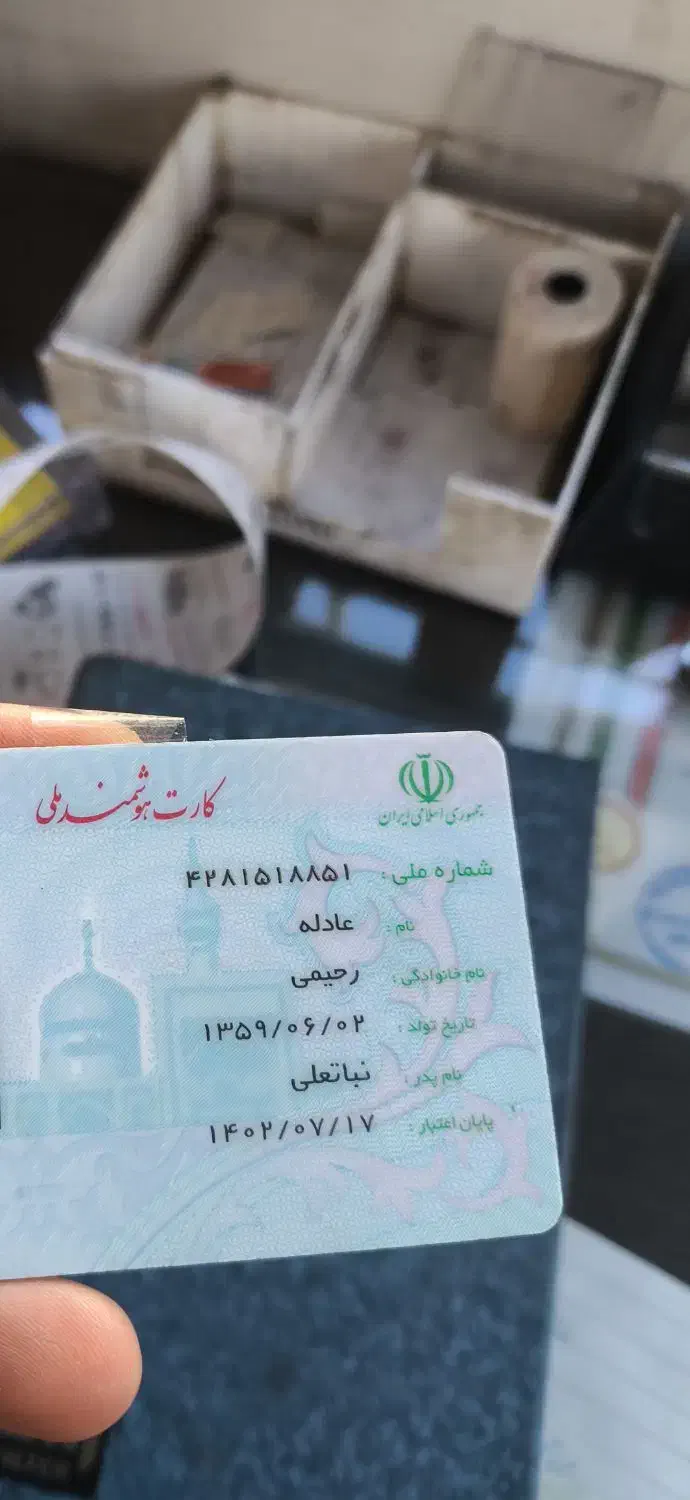 جمهوری اسلامی ایران
کارت هوشمند ملی
شماره ملی: ۴۲۸۱۵۱۸۸۵۱
نام: عادله
نام خانوادگی: رحیمی
تاریخ تولد: ۱۳۵۹/۰۶/۰۲
نام پدر: نباتعلی
پایان اعتبار: ۱۴۰۲/۰۷/۱۷